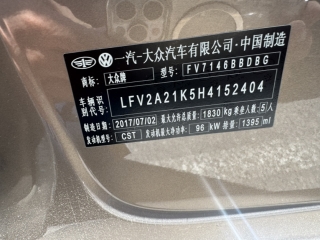 一汽-大众汽车有限公司·中国制造
商标: 大众牌 型号: FV7146BBDBG
车辆识别代号: LFV2A21K5H4152404
制造年月: 2017/07/02 最大允许总质量: 1830 kg 乘坐人数: 5人
发动机型号: CST 发动机最大净功率: 96 kW 排量: 1395 ml